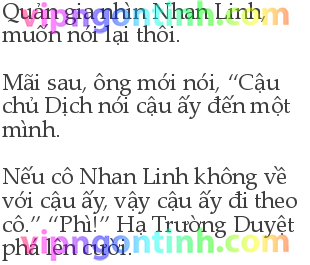 Quản gia nhìn Nhan Linh,
vipngontinh.com
muốn nói lại thôi.
Mãi sau, ông mới nói, “Cậu
chủ Dịch nói cậu ấy đến một
mình.
Nếu cô Nhan Linh không về
với cậu ấy, vậy cậu ấy đi theo
cô.” “Phì!” Hạ Trường Duyệt
vipngontinh.com
phá lên cười.